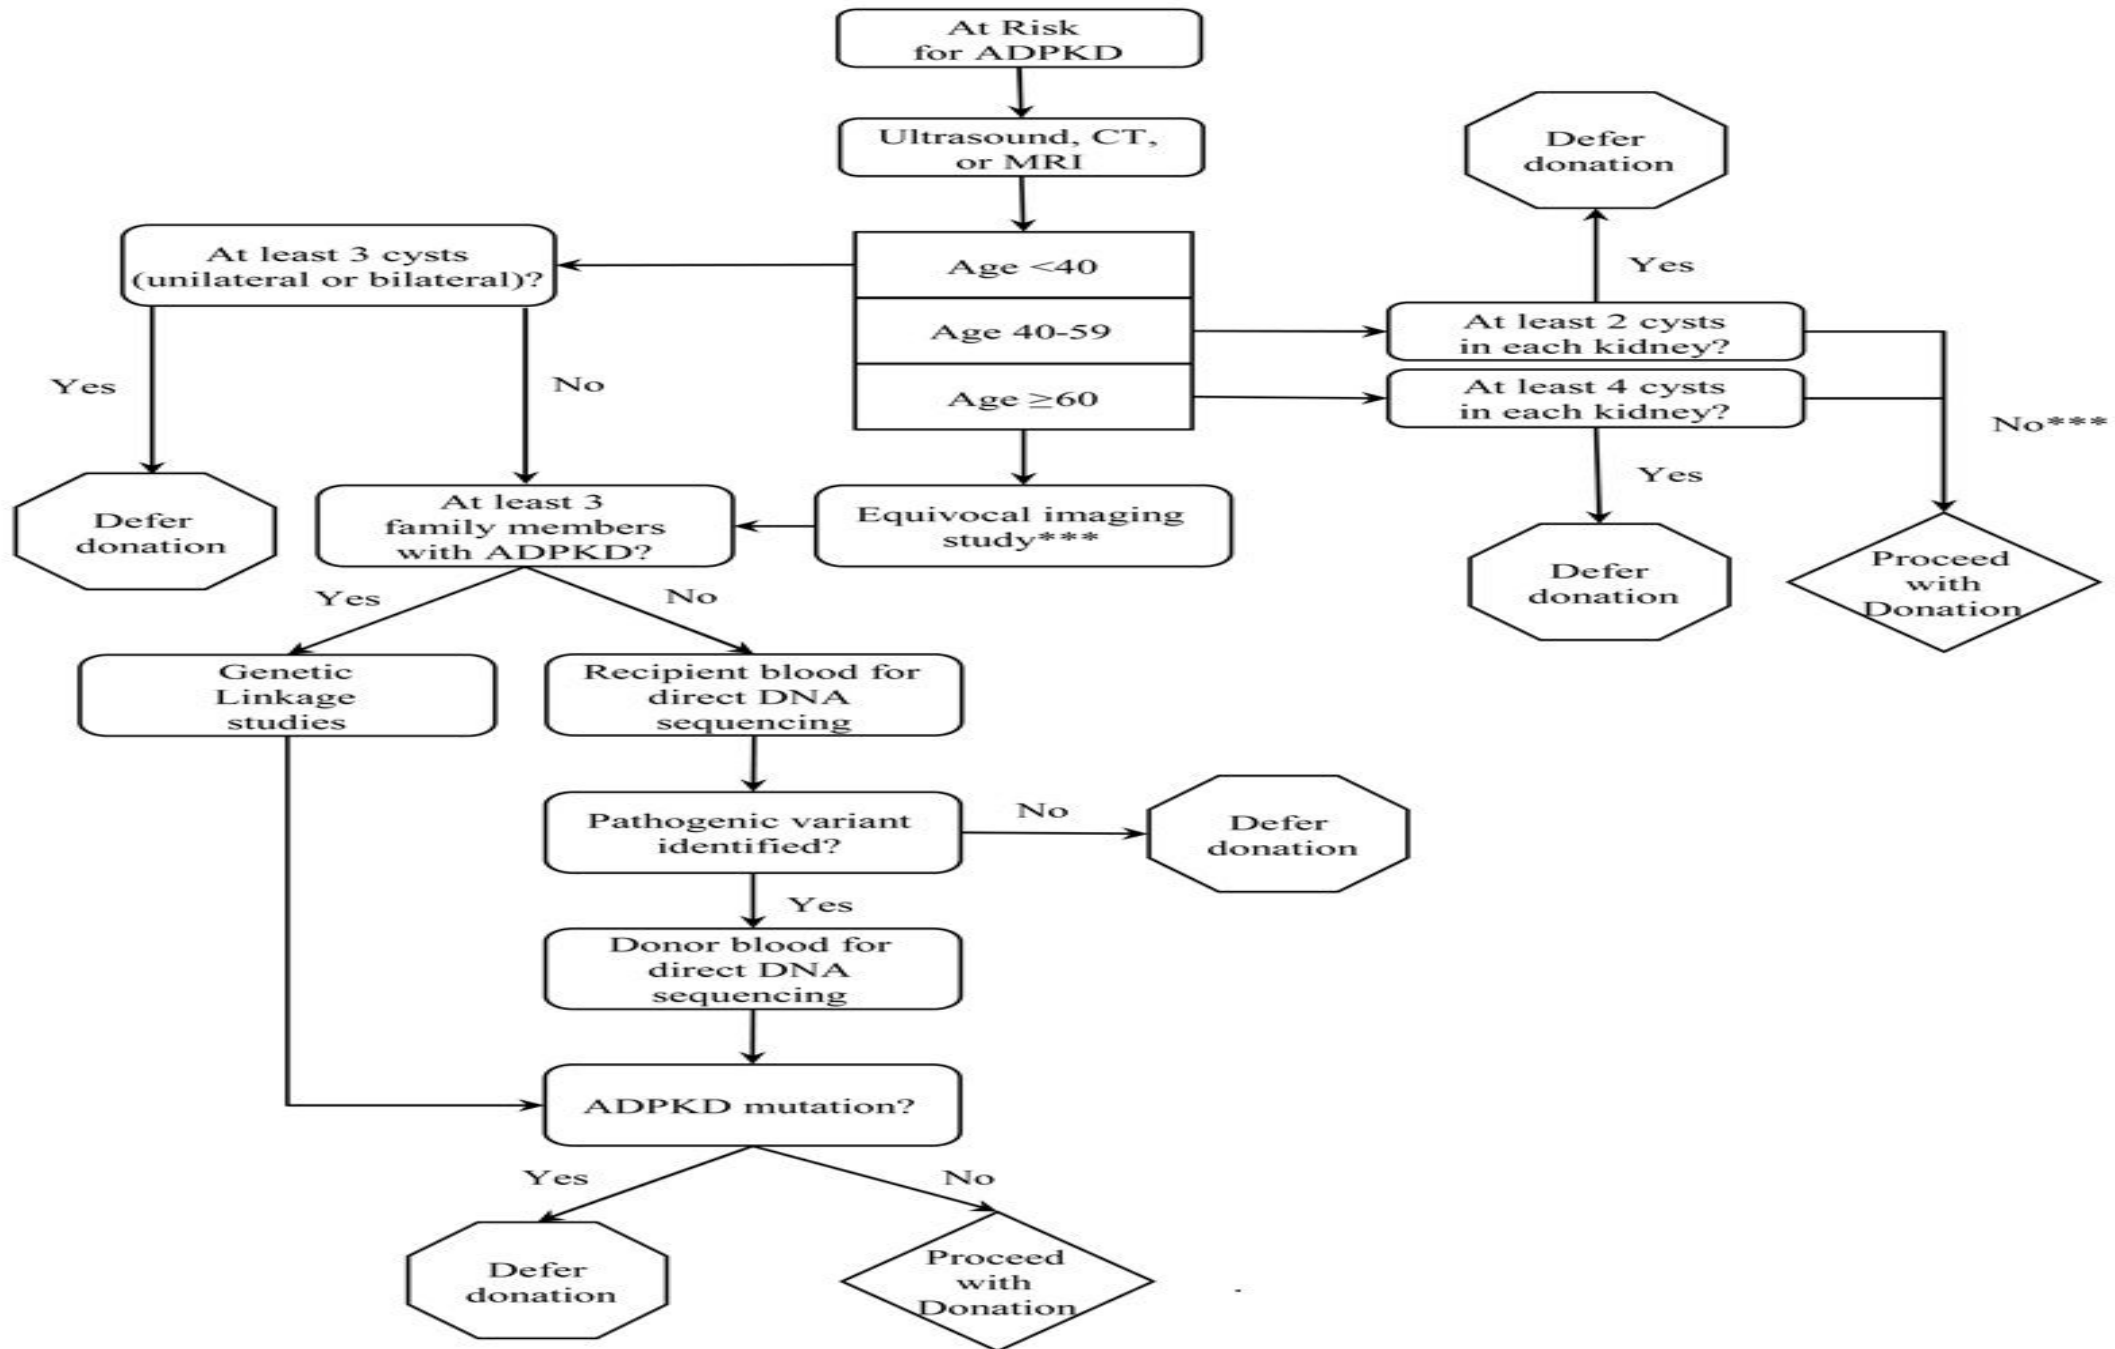 At Risk
for ADPKD
Ultrasound, CT,
or MRI
Defer
donation
At least 3 cysts
(unilateral or bilateral)?
Age <40
Yes
Age 40-59
At least 2 cysts
in each kidney?
Age ≥60
At least 4 cysts
in each kidney?
No***
Yes
No
Yes
Defer
donation
At least 3
family members
with ADPKD?
Equivocal imaging
study***
Defer
donation
Proceed
with
Donation
Yes
No
Genetic
Linkage
studies
Recipient blood for
direct DNA
sequencing
Pathogenic variant
identified?
No
Defer
donation
Yes
Donor blood for
direct DNA
sequencing
ADPKD mutation?
Yes
No
Defer
donation
Proceed
with
Donation